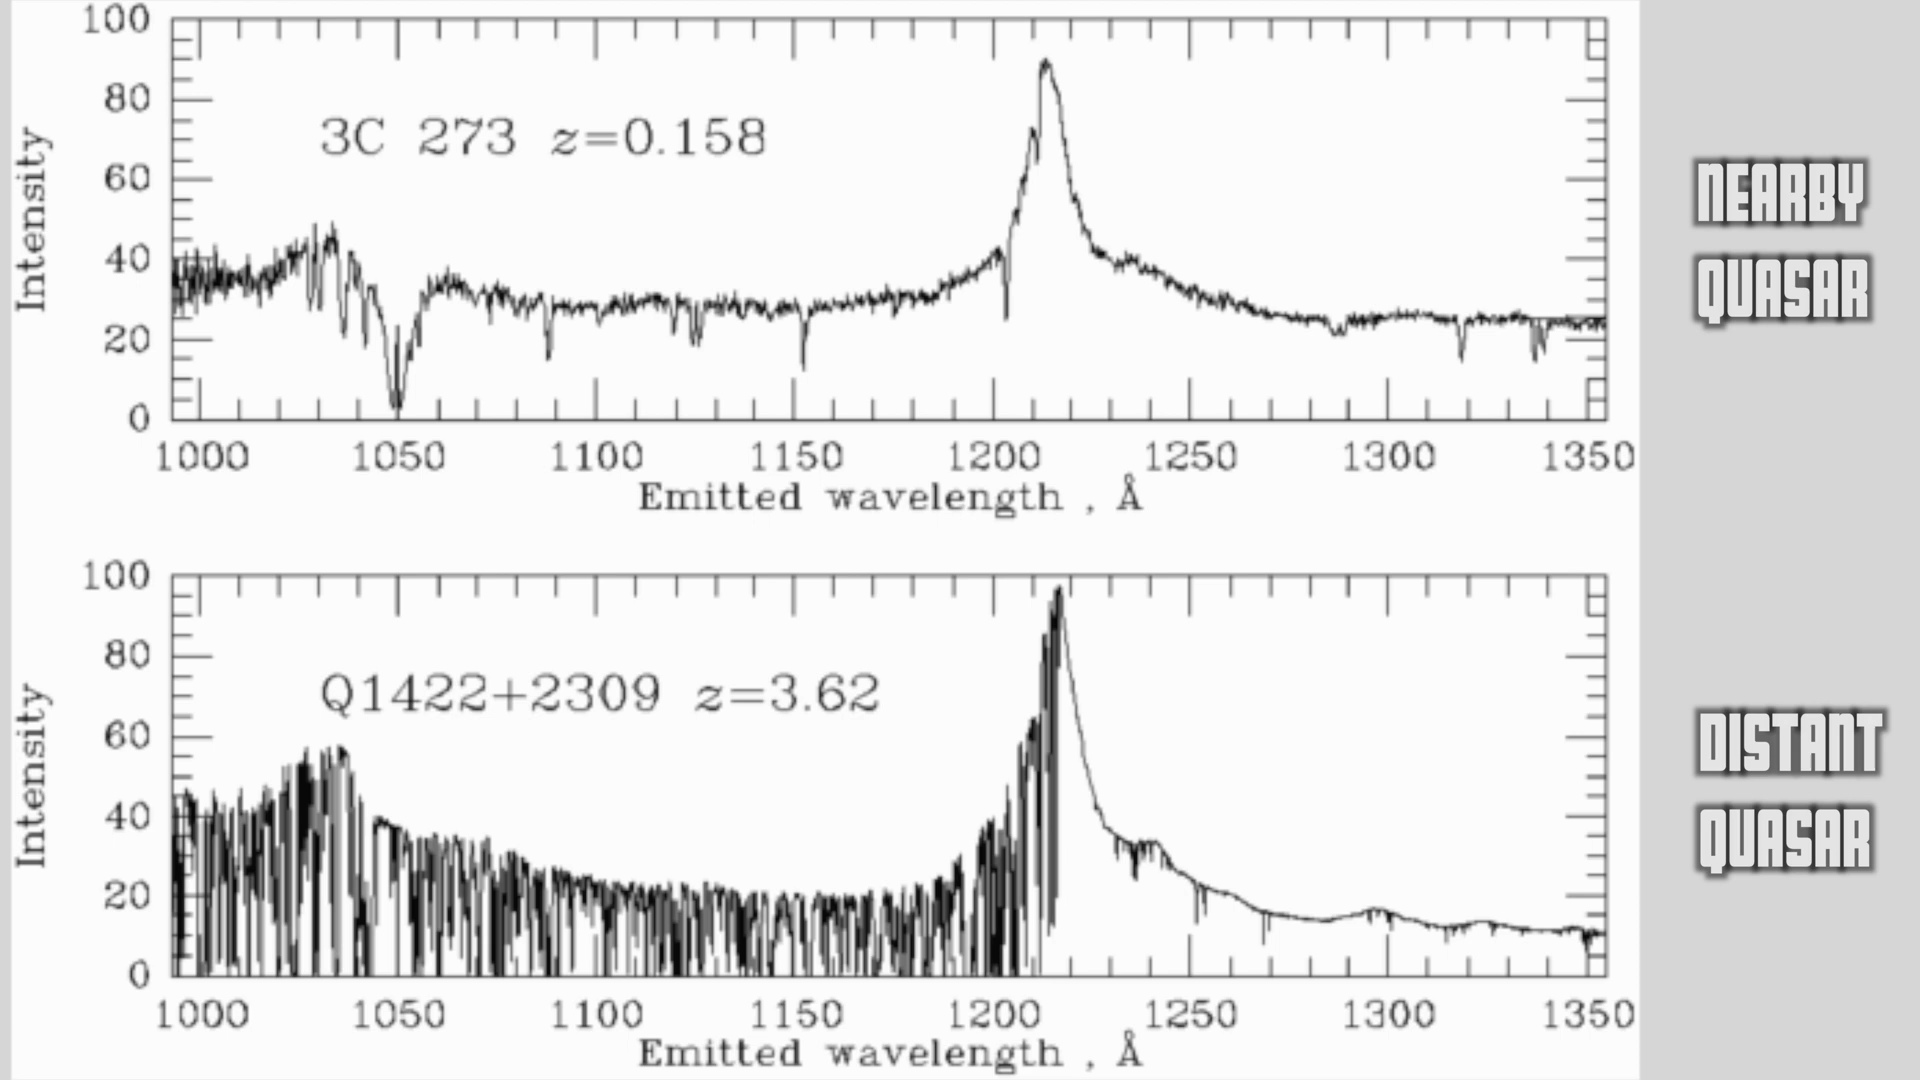 100
80
60
40
20
0
Intensity
3C 273 z=0.158
1000 1050 1100 1150 1200 1250 1300 1350
Emitted wavelength , Å
NEARBY
QUASAR
100
80
60
40
20
0
Intensity
Q1422+2309 z=3.62
1000 1050 1100 1150 1200 1250 1300 1350
Emitted wavelength , Å
DISTANT
QUASAR